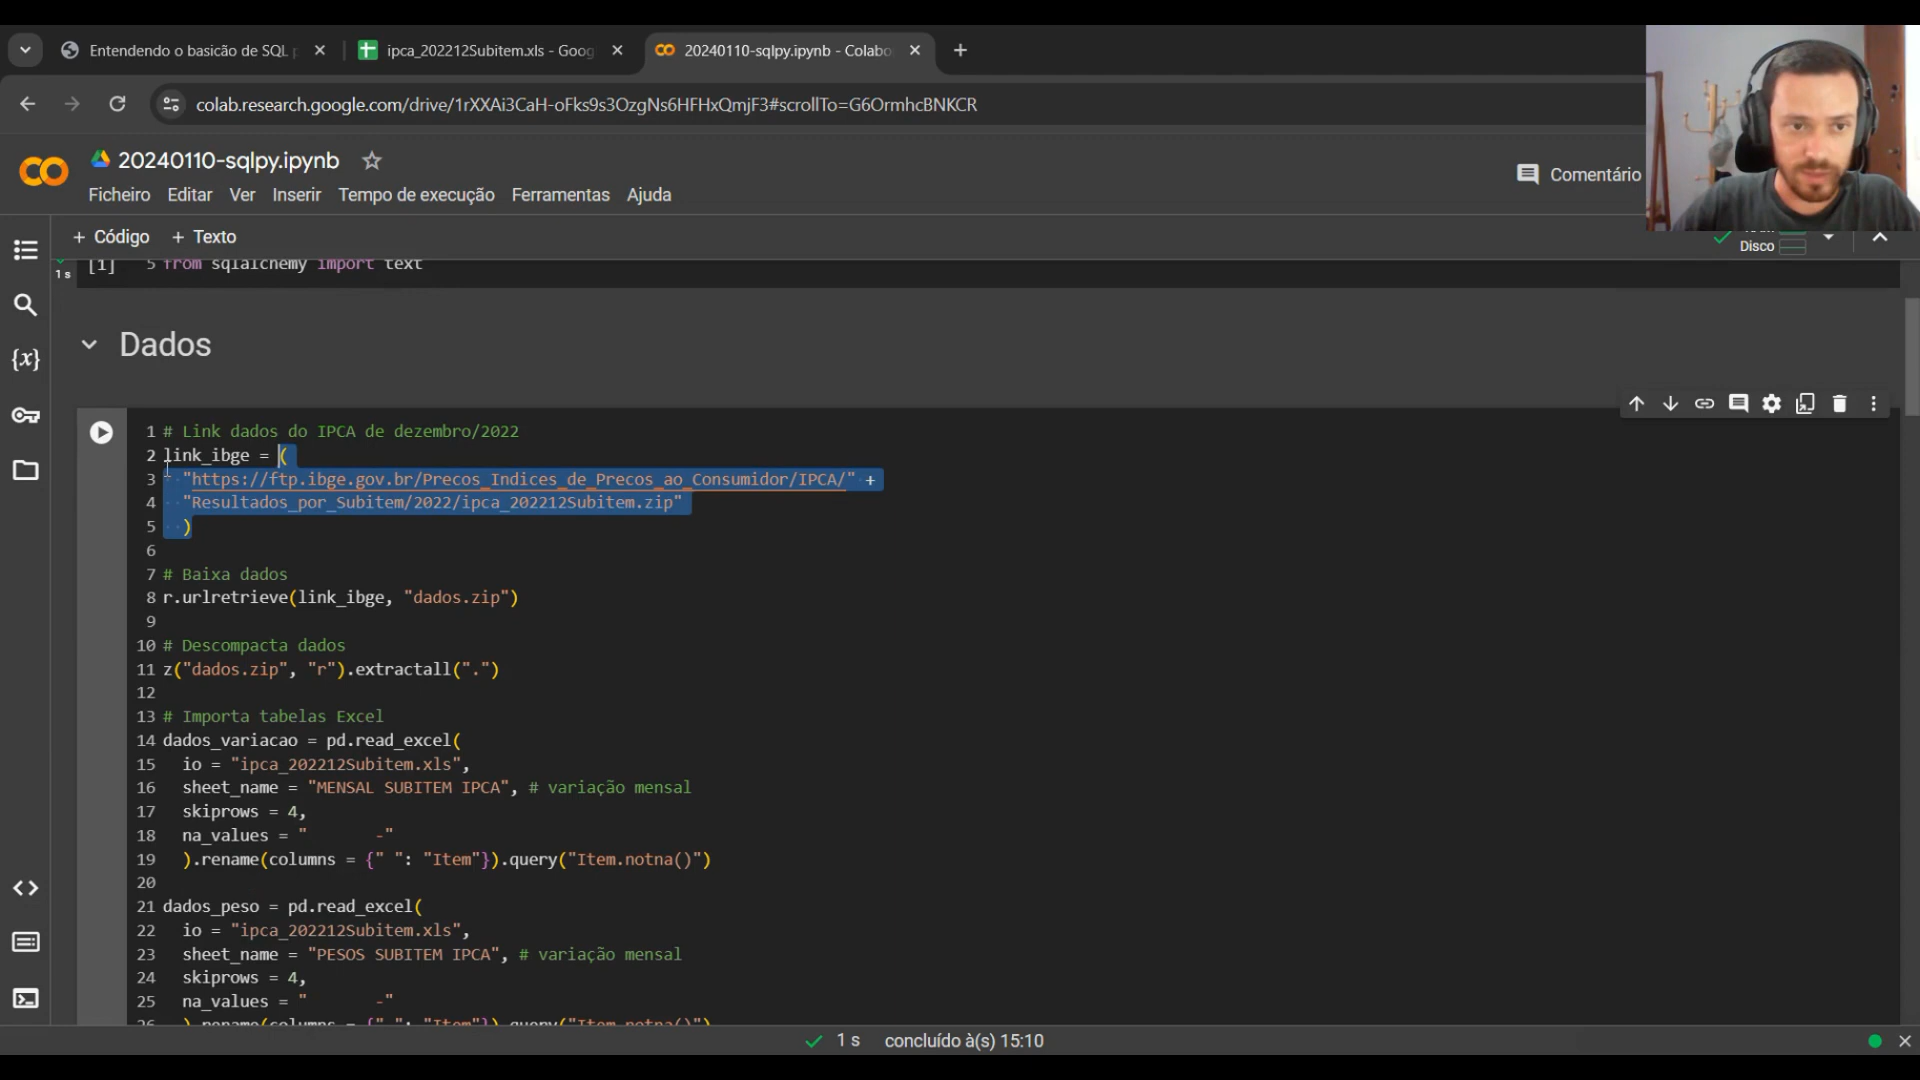 Entendendo o basicão de SQL p
ipca_202212Subitem.xls - Goog
20240110-sqlpy.ipynb - Colabo
colab.research.google.com/drive/1rXXAi3CaH-oFks9s3OzgNs6HFHxQmjF3#scrollTo=G6OrmhcBNKCR
20240110-sqlpy.ipynb
Ficheiro Editar Ver Inserir Tempo de execução Ferramentas Ajuda
Comentário
+ Código + Texto
Disco
1 s
[1] 5 from sqlalchemy import text
Dados
1 # Link dados do IPCA de dezembro/2022
2 link_ibge = (
3 "https://ftp.ibge.gov.br/Precos_Indices_de_Precos_ao_Consumidor/IPCA/" +
4 "Resultados_por_Subitem/2022/ipca_202212Subitem.zip"
5 )
6
7 # Baixa dados
8 r.urlretrieve(link_ibge, "dados.zip")
9
10 # Descompacta dados
11 z("dados.zip", "r").extractall(".")
12
13 # Importa tabelas Excel
14 dados_variacao = pd.read_excel(
15 io = "ipca_202212Subitem.xls",
16 sheet_name = "MENSAL SUBITEM IPCA", # variação mensal
17 skiprows = 4,
18 na_values = "       -"
19 ).rename(columns = {" ": "Item"}).query("Item.notna()")
20
21 dados_peso = pd.read_excel(
22 io = "ipca_202212Subitem.xls",
23 sheet_name = "PESOS SUBITEM IPCA", # variação mensal
24 skiprows = 4,
25 na_values = "       -"
26 ).rename(columns = {" ": "Item"}).query("Item.notna()")
1 s concluído à(s) 15:10